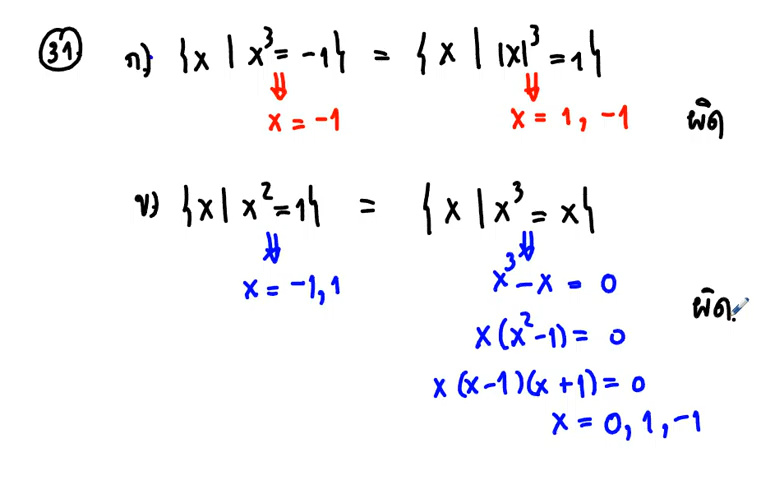 31 ก) {x | x³ = -1} = {x | |x|³ = 1}
⇓ ⇓
x = -1 x = 1, -1 ผิด
ข) {x | x² = 1} = {x | x³ = x}
⇓ ⇓
x = -1, 1 x³ - x = 0
x(x² - 1) = 0 ผิด.
x(x - 1)(x + 1) = 0
x = 0, 1, -1